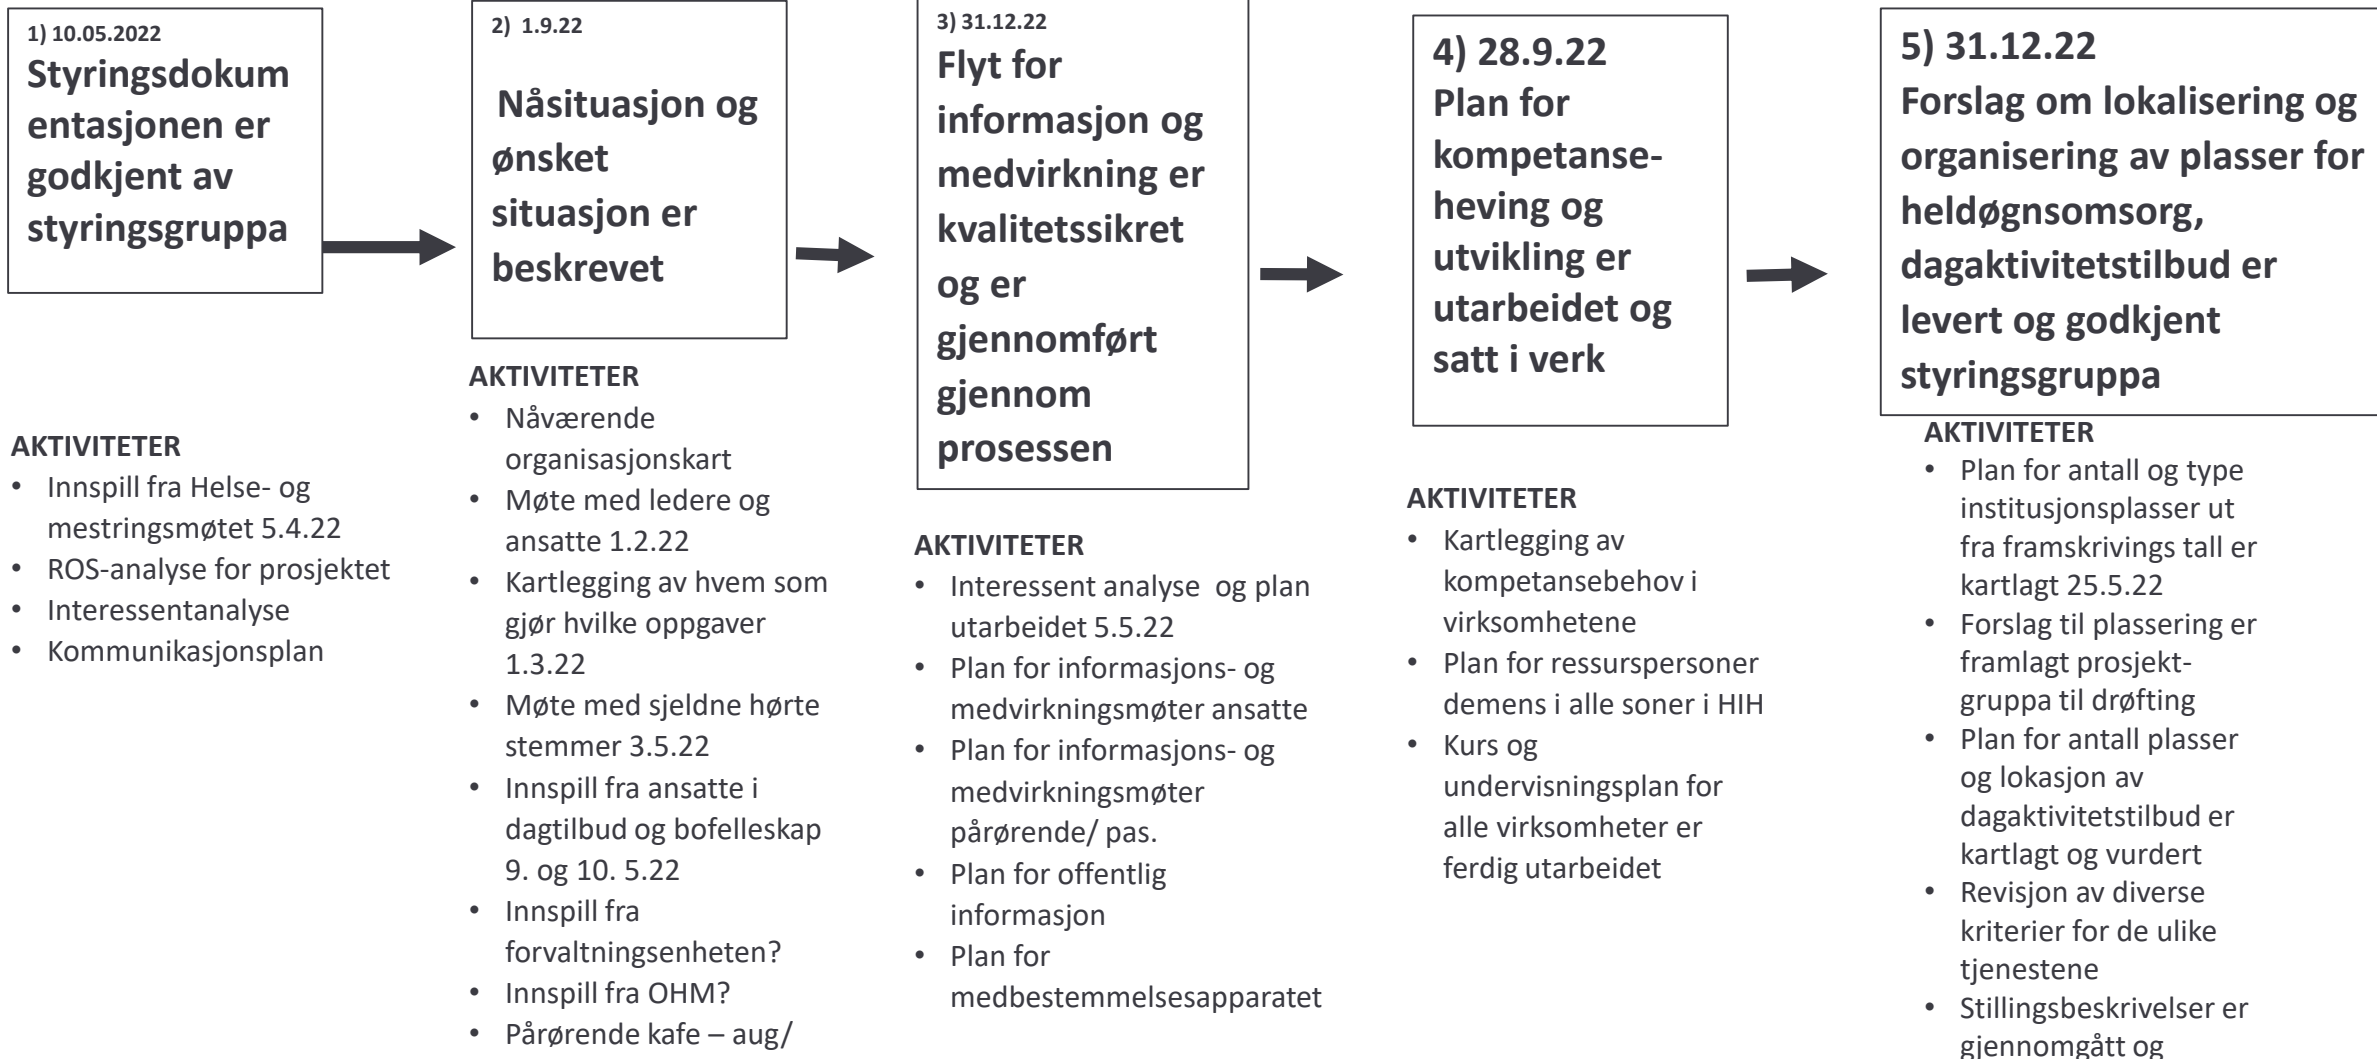 1) 10.05.2022
Styringsdokum
entasjonen er
godkjent av
styringsgruppa
AKTIVITETER
• Innspill fra Helse- og
mestringsmøtet 5.4.22
• ROS-analyse for prosjektet
• Interessentanalyse
• Kommunikasjonsplan
2) 1.9.22
Nåsituasjon og
ønsket
situasjon er
beskrevet
AKTIVITETER
• Nåværende
organisasjonskart
• Møte med ledere og
ansatte 1.2.22
• Kartlegging av hvem som
gjør hvilke oppgaver
1.3.22
• Møte med sjeldne hørte
stemmer 3.5.22
• Innspill fra ansatte i
dagtilbud og bofelleskap
9. og 10. 5.22
• Innspill fra
forvaltningsenheten?
• Innspill fra OHM?
• Pårørende kafe – aug/
3) 31.12.22
Flyt for
informasjon og
medvirkning er
kvalitetssikret
og er
gjennomført
gjennom
prosessen
AKTIVITETER
• Interessent analyse og plan
utarbeidet 5.5.22
• Plan for informasjons- og
medvirkningsmøter ansatte
• Plan for informasjons- og
medvirkningsmøter
pårørende/ pas.
• Plan for offentlig
informasjon
• Plan for
medbestemmelsesapparatet
4) 28.9.22
Plan for
kompetanse-
heving og
utvikling er
utarbeidet og
satt i verk
AKTIVITETER
• Kartlegging av
kompetansebehov i
virksomhetene
• Plan for ressurspersoner
demens i alle soner i HIH
• Kurs og
undervisningsplan for
alle virksomheter er
ferdig utarbeidet
5) 31.12.22
Forslag om lokalisering og
organisering av plasser for
heldøgnsomsorg,
dagaktivitetstilbud er
levert og godkjent
styringsgruppa
AKTIVITETER
• Plan for antall og type
institusjonsplasser ut
fra framskrivings tall er
kartlagt 25.5.22
• Forslag til plassering er
framlagt prosjekt-
gruppa til drøfting
• Plan for antall plasser
og lokasjon av
dagaktivitetstilbud er
kartlagt og vurdert
• Revisjon av diverse
kriterier for de ulike
tjenestene
• Stillingsbeskrivelser er
gjennomgått og